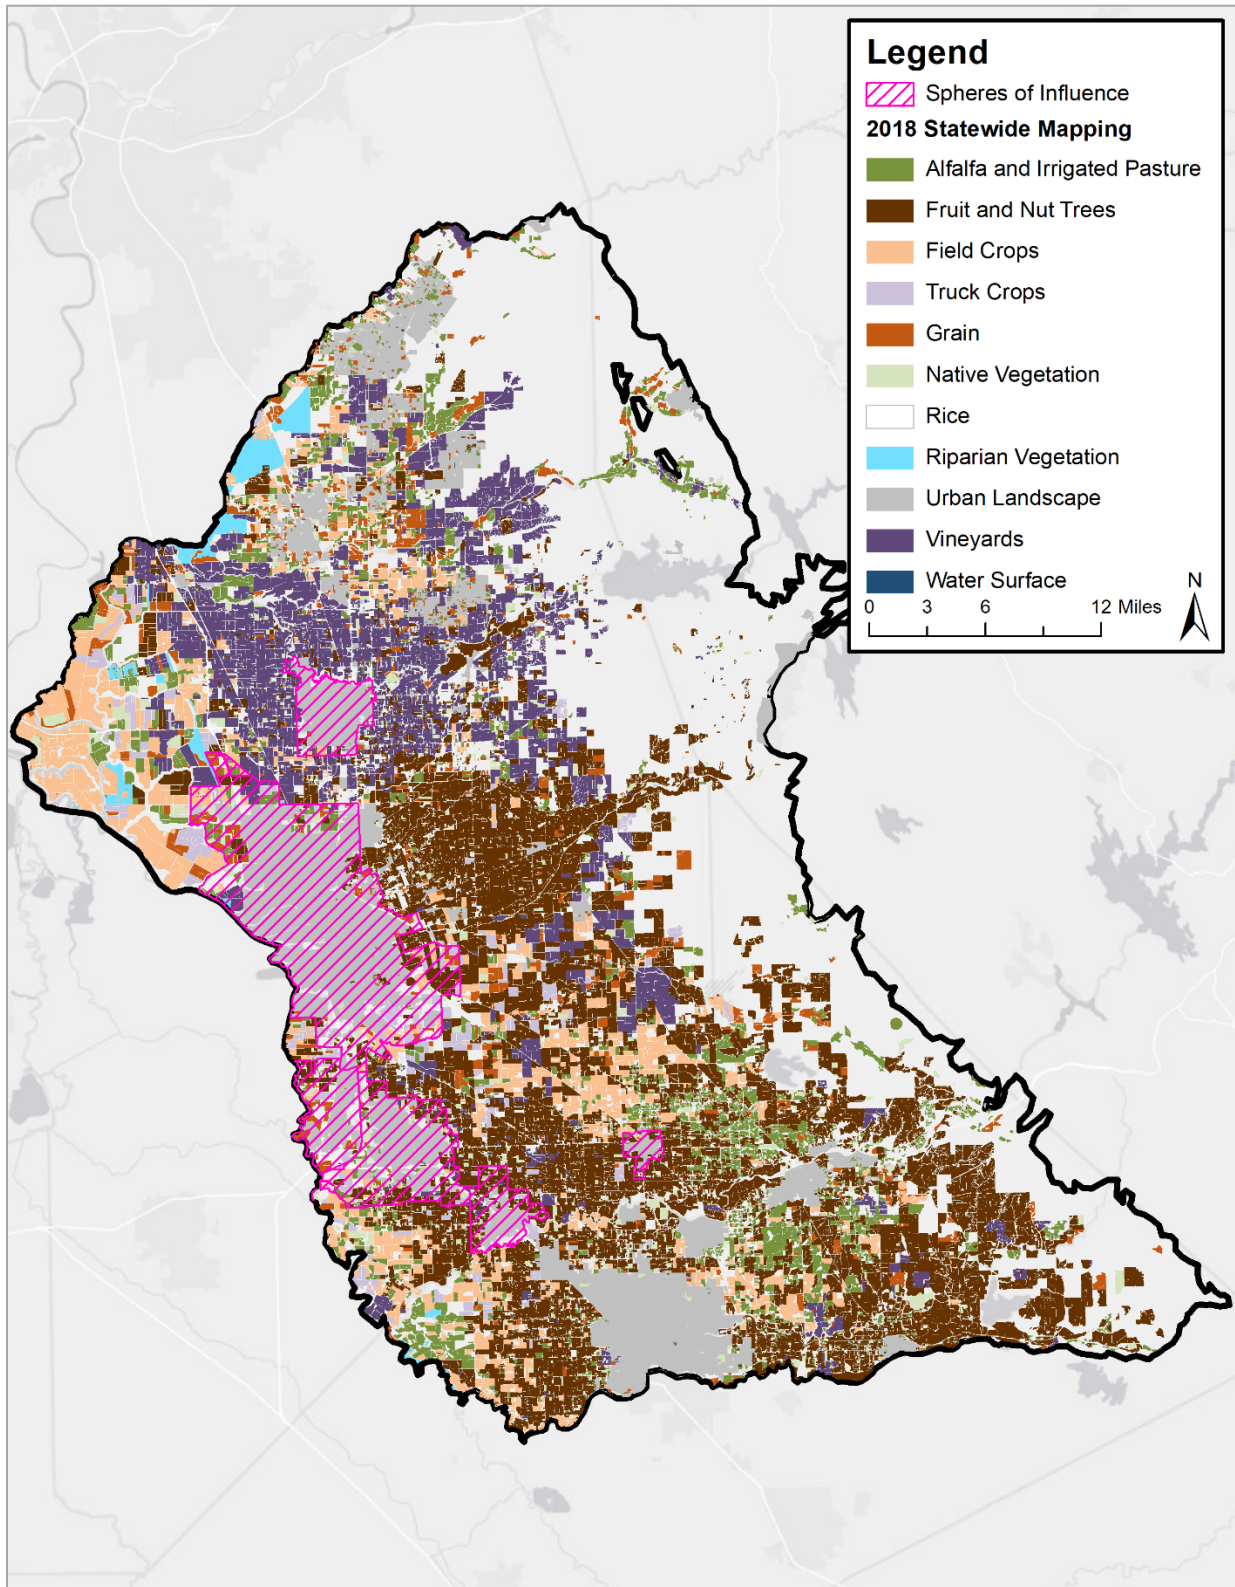 Legend
Spheres of Influence
2018 Statewide Mapping
Alfalfa and Irrigated Pasture
Fruit and Nut Trees
Field Crops
Truck Crops
Grain
Native Vegetation
Rice
Riparian Vegetation
Urban Landscape
Vineyards
Water Surface
N
0 3 6 12 Miles